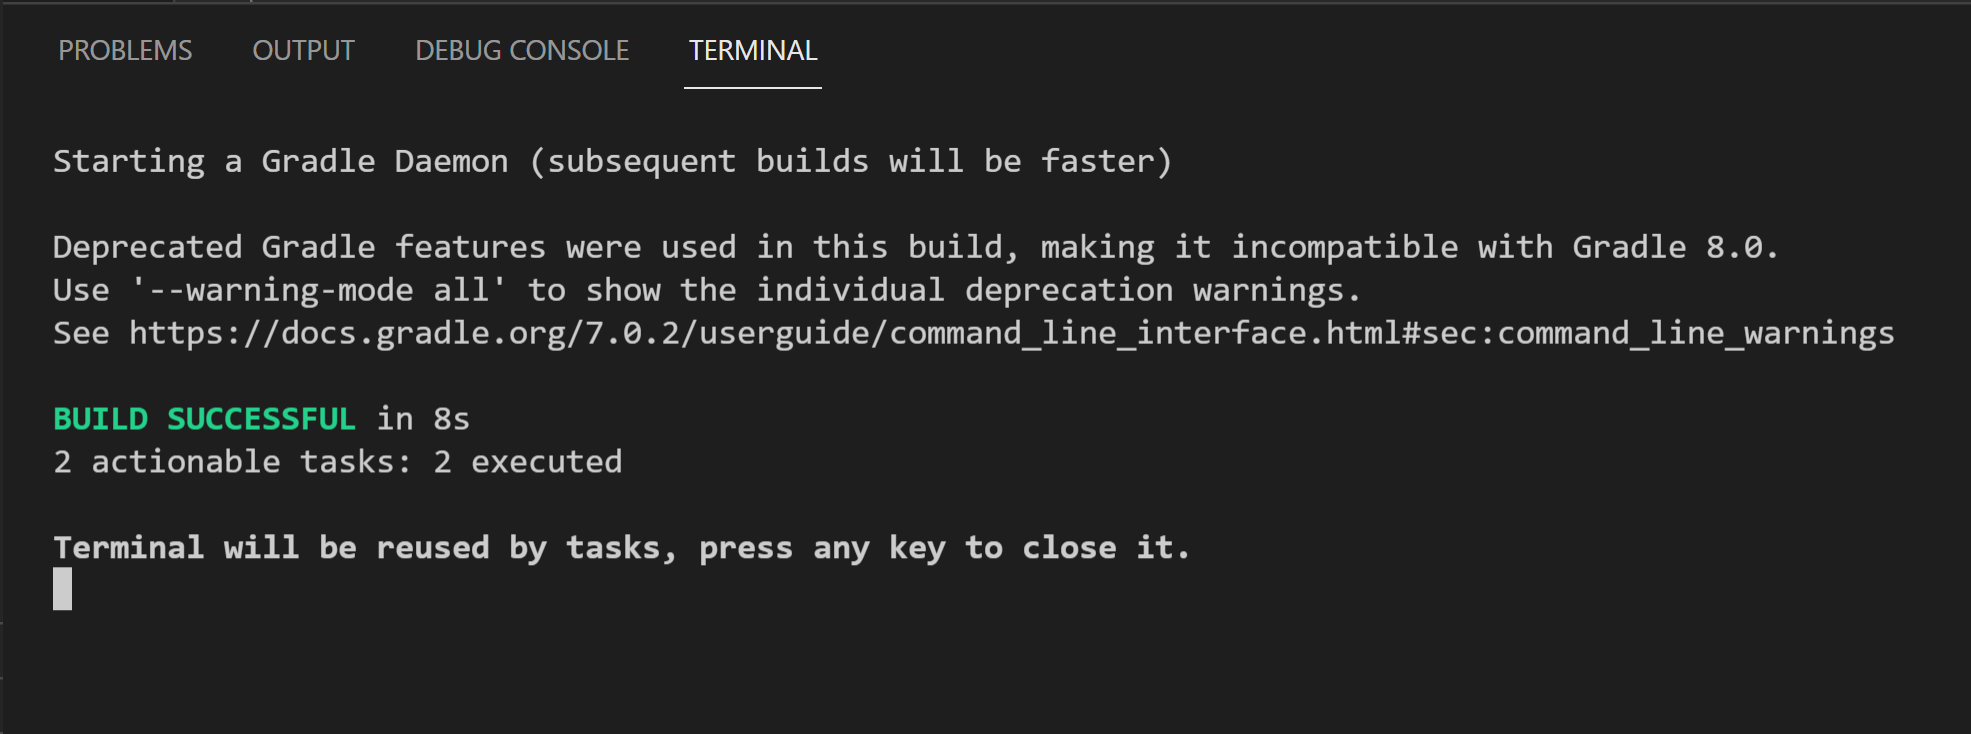 PROBLEMS OUTPUT DEBUG CONSOLE TERMINAL
Starting a Gradle Daemon (subsequent builds will be faster)
Deprecated Gradle features were used in this build, making it incompatible with Gradle 8.0.
Use '--warning-mode all' to show the individual deprecation warnings.
See https://docs.gradle.org/7.0.2/userguide/command_line_interface.html#sec:command_line_warnings
BUILD SUCCESSFUL in 8s
2 actionable tasks: 2 executed
Terminal will be reused by tasks, press any key to close it.